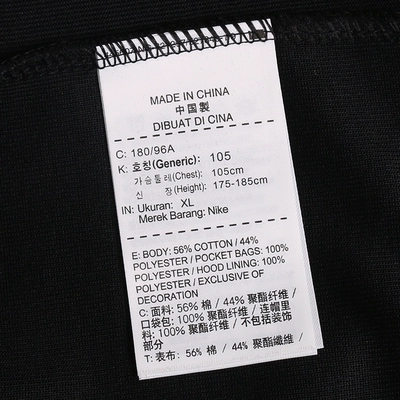 MADE IN CHINA
中国製
DIBUAT DI CINA
C: 180/96A
K: 호칭(Generic): 105
가슴둘레(Chest): 105cm
신 장(Height): 175-185cm
IN: Ukuran: XL
Merek Barang: Nike
E: BODY: 56% COTTON / 44%
POLYESTER / POCKET BAGS: 100%
POLYESTER / HOOD LINING: 100%
POLYESTER / EXCLUSIVE OF
DECORATION
C: 面料: 56% 棉 / 44% 聚酯纤维 /
口袋包: 100% 聚酯纤维 / 连帽里
料: 100% 聚酯纤维 / 不包括装饰
部分
T: 表布: 56% 棉 / 44% 聚酯纖維 /